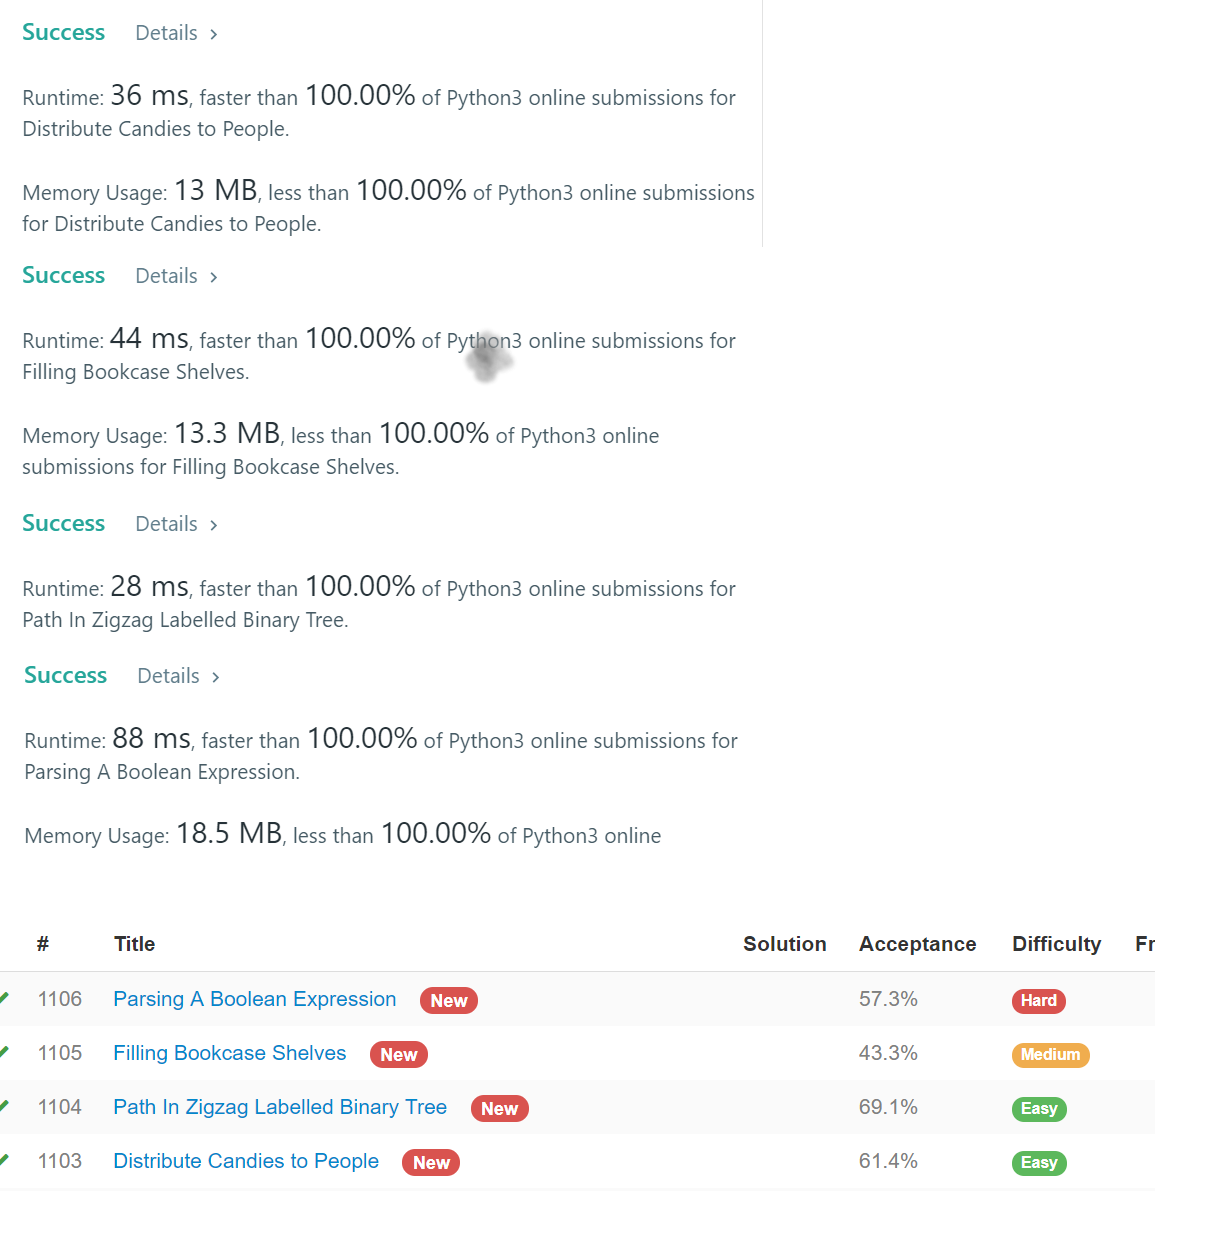 Success Details >
Runtime: 36 ms, faster than 100.00% of Python3 online submissions for
Distribute Candies to People.
Memory Usage: 13 MB, less than 100.00% of Python3 online submissions
for Distribute Candies to People.
Success Details >
Runtime: 44 ms, faster than 100.00% of Python3 online submissions for
Filling Bookcase Shelves.
Memory Usage: 13.3 MB, less than 100.00% of Python3 online
submissions for Filling Bookcase Shelves.
Success Details >
Runtime: 28 ms, faster than 100.00% of Python3 online submissions for
Path In Zigzag Labelled Binary Tree.
Success Details >
Runtime: 88 ms, faster than 100.00% of Python3 online submissions for
Parsing A Boolean Expression.
Memory Usage: 18.5 MB, less than 100.00% of Python3 online
# Title Solution Acceptance Difficulty Fr
1106 Parsing A Boolean Expression New 57.3% Hard
1105 Filling Bookcase Shelves New 43.3% Medium
1104 Path In Zigzag Labelled Binary Tree New 69.1% Easy
1103 Distribute Candies to People New 61.4% Easy